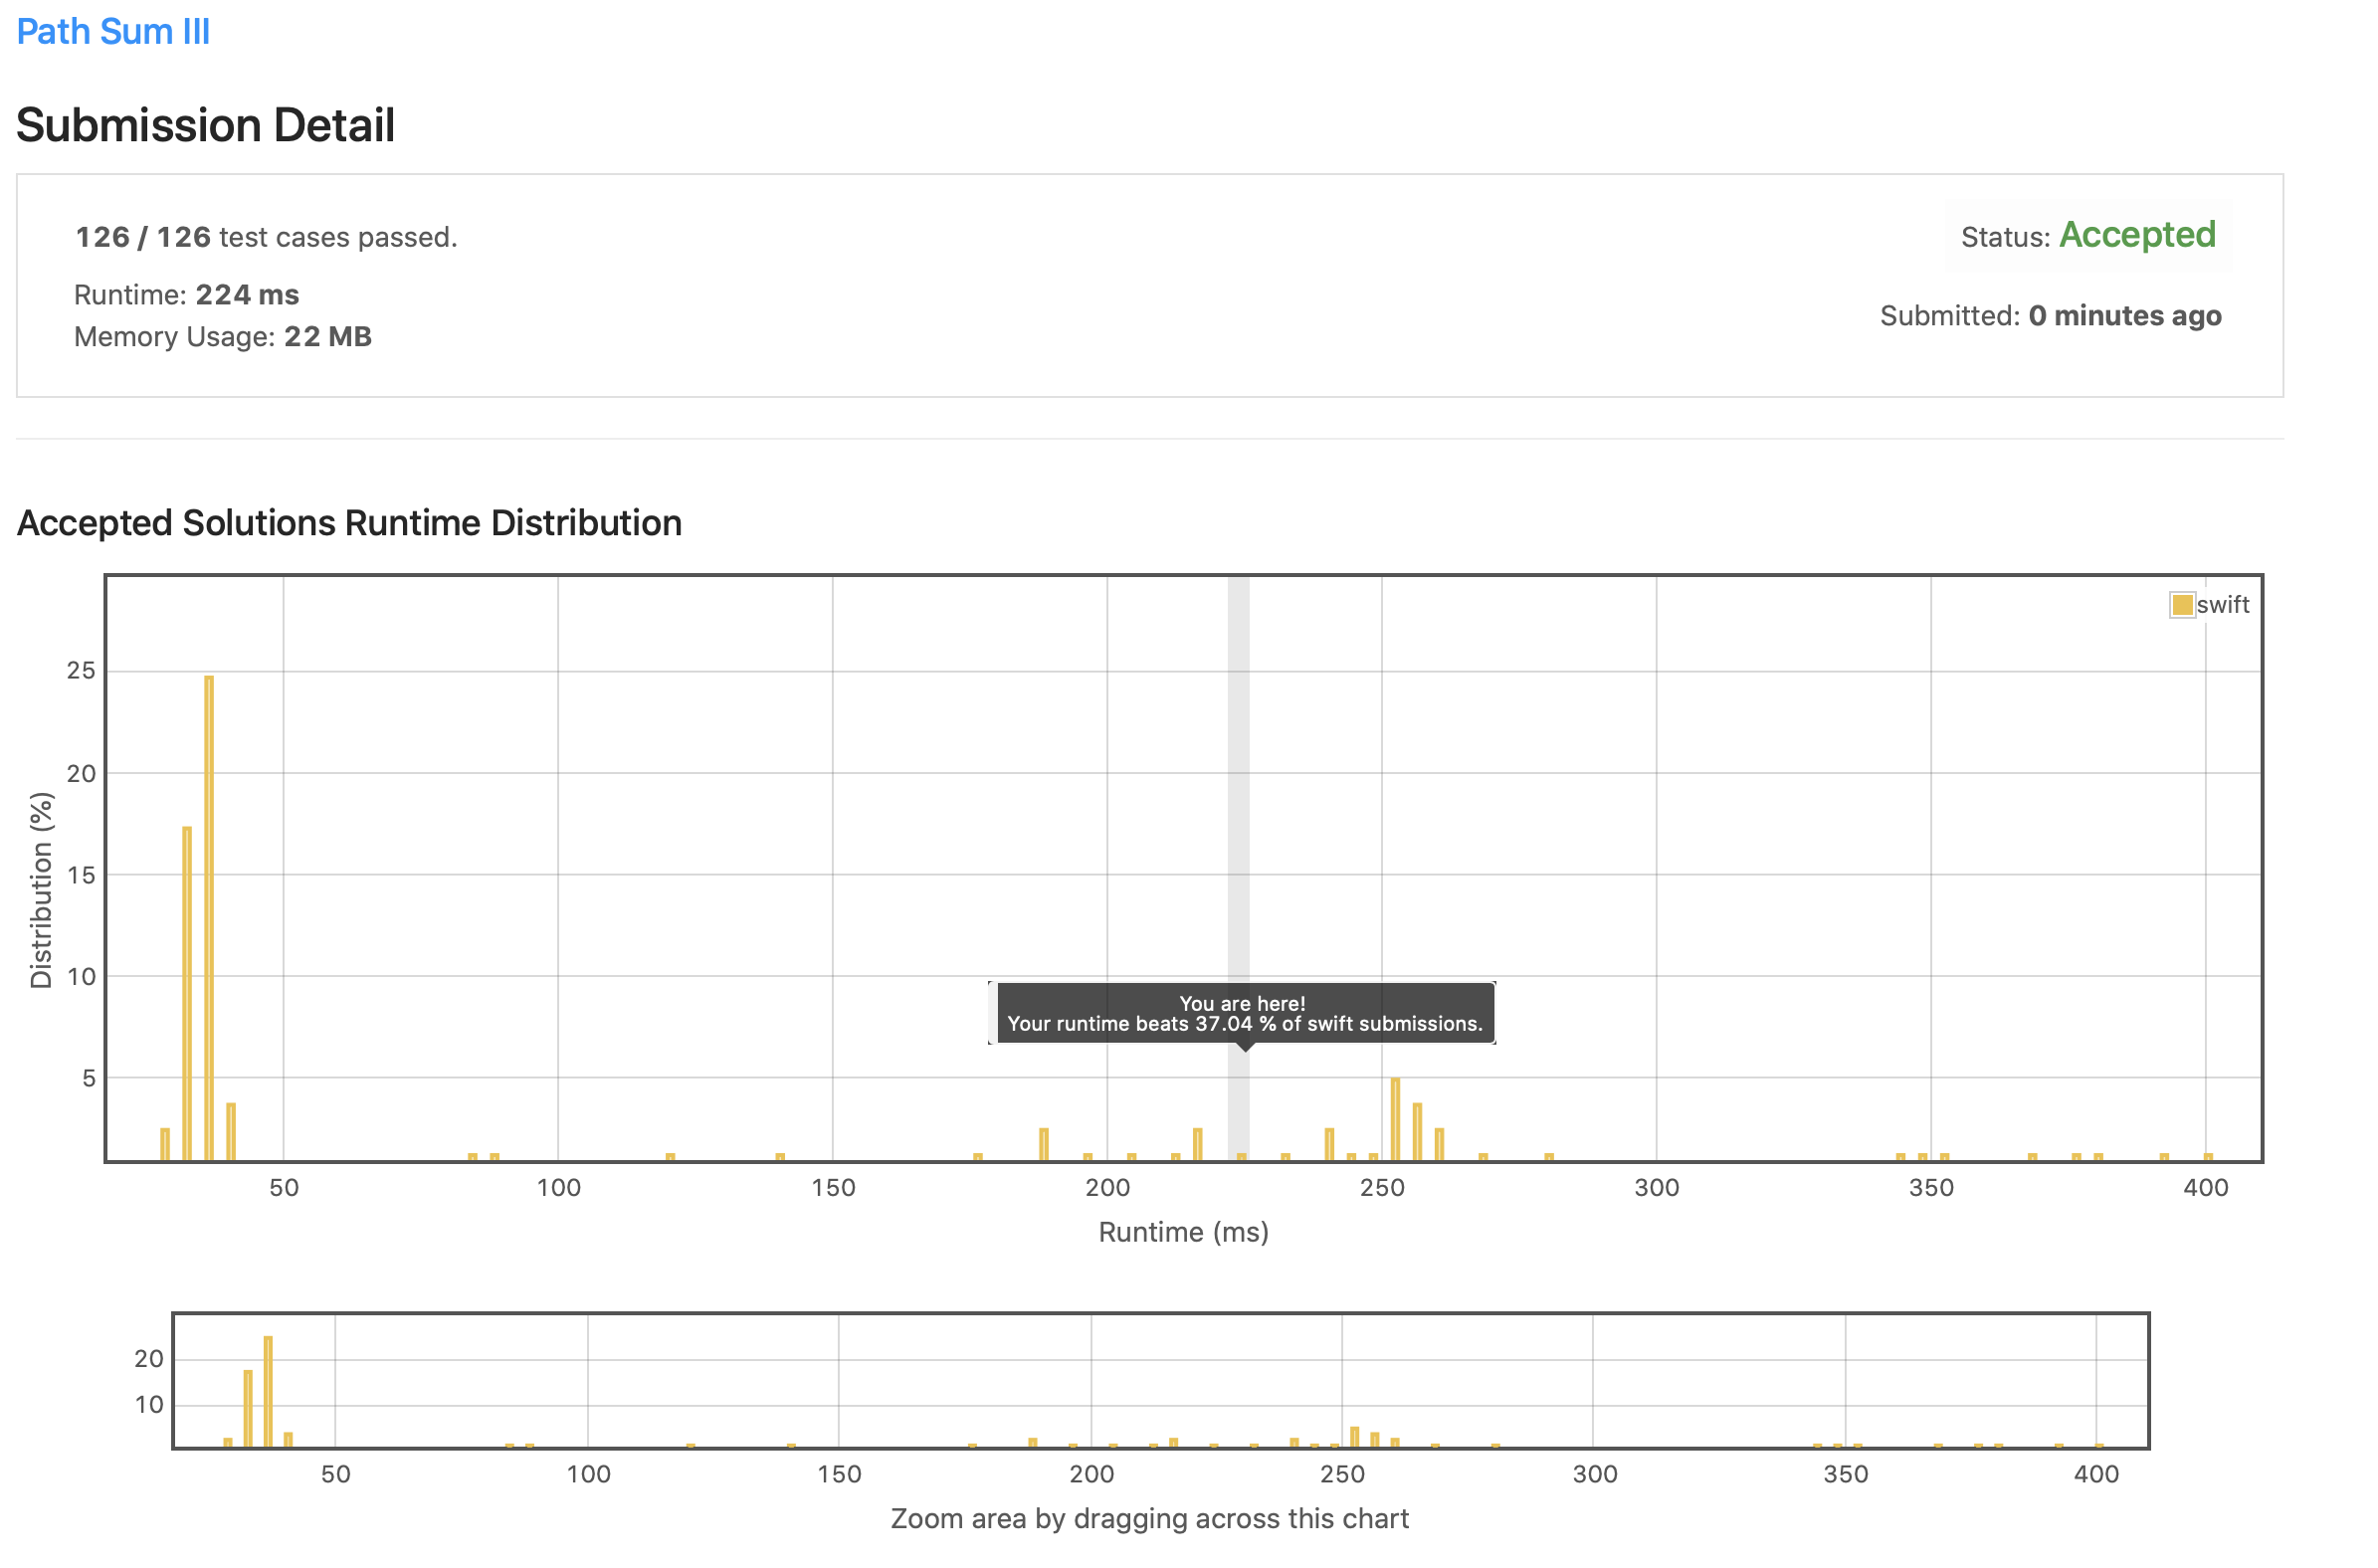 Path Sum III
Submission Detail
126 / 126 test cases passed.
Status: Accepted
Runtime: 224 ms
Submitted: 0 minutes ago
Memory Usage: 22 MB
Accepted Solutions Runtime Distribution
swift
25
20
15
10
5
Distribution (%)
You are here!
Your runtime beats 37.04 % of swift submissions.
50 100 150 200 250 300 350 400
Runtime (ms)
20
10
50 100 150 200 250 300 350 400
Zoom area by dragging across this chart